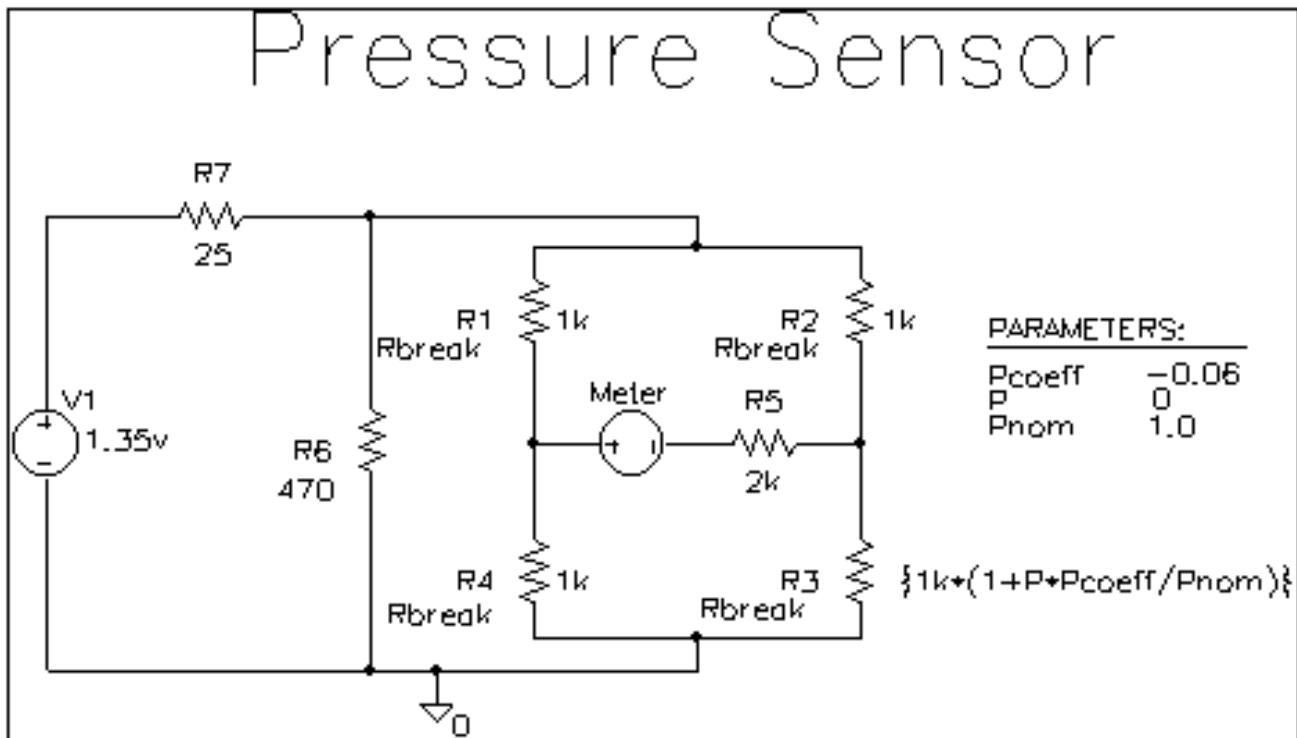 Pressure Sensor
R7
25
R1
1k
Rbreak
R2
1k
Rbreak
PARAMETERS:
Pcoeff -0.06
P 0
Pnom 1.0
V1
+
1.35v
-
R6
470
Meter
+ -
R5
2k
R4
1k
Rbreak
R3
Rbreak
{1k*(1+P*Pcoeff/Pnom)}
0